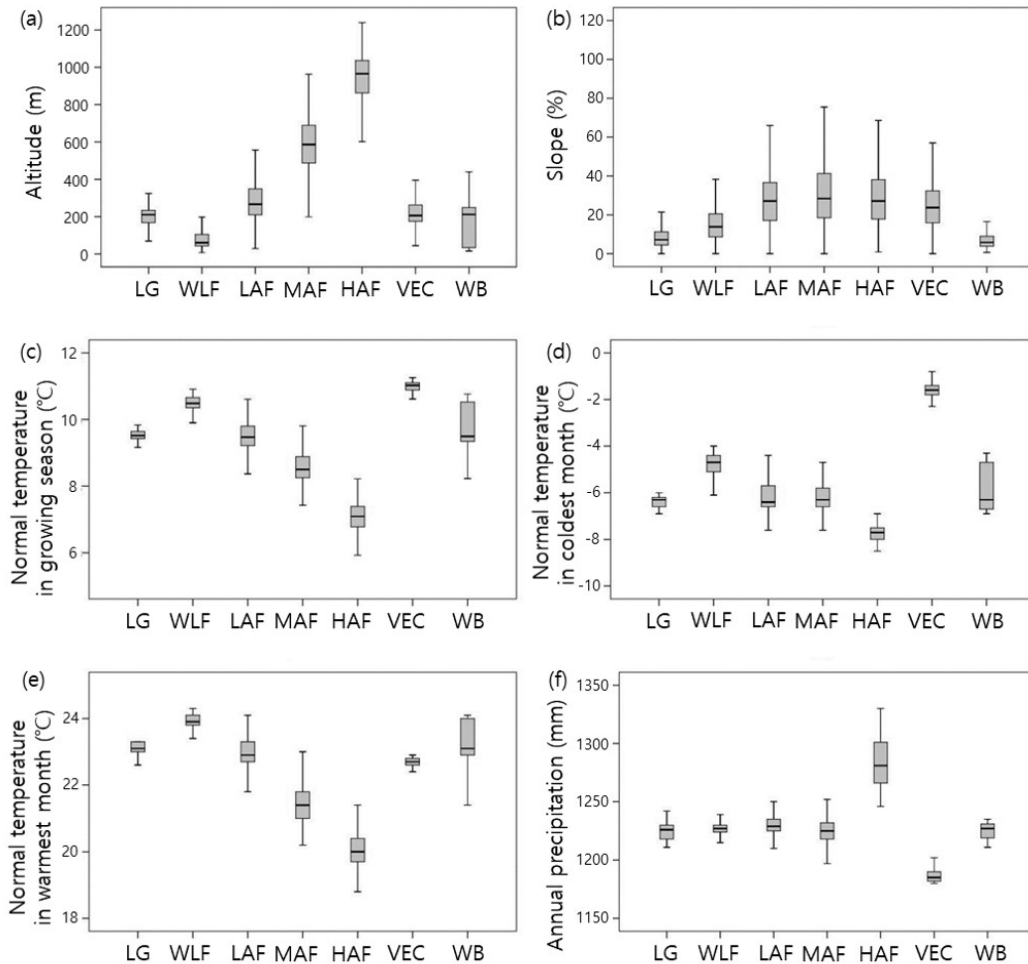 (a)
Altitude (m)
1200
1000
800
600
400
200
0
LG WLF LAF MAF HAF VEC WB
(b)
Slope (%)
120
100
80
60
40
20
0
LG WLF LAF MAF HAF VEC WB
(c)
Normal temperature
in growing season (℃)
12
10
8
6
LG WLF LAF MAF HAF VEC WB
(d)
Normal temperature
in coldest month (℃)
0
-2
-4
-6
-8
-10
LG WLF LAF MAF HAF VEC WB
(e)
Normal temperature
in warmest month (℃)
24
22
20
18
LG WLF LAF MAF HAF VEC WB
(f)
Annual precipitation (mm)
1350
1300
1250
1200
1150
LG WLF LAF MAF HAF VEC WB